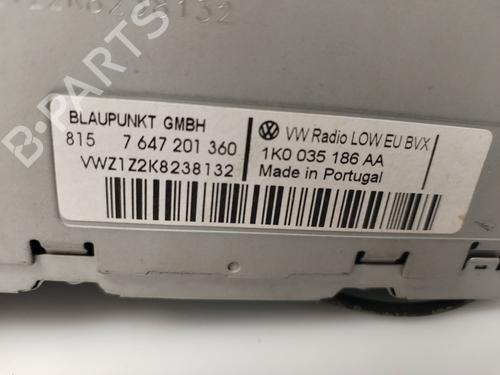 BLAUPUNKT GMBH
815 7 647 201 360
VWZ1Z2K8238132
VW Radio LOW EU BVX
1K0 035 186 AA
Made in Portugal
B-PARTS